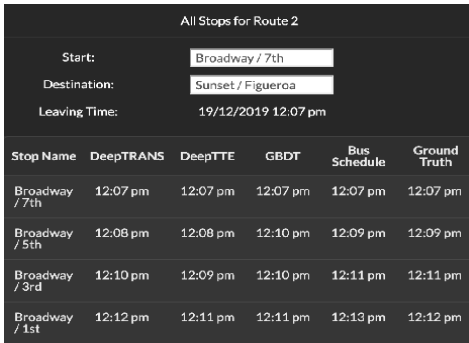 All Stops for Route 2
Start: Broadway / 7th
Destination: Sunset / Figueroa
Leaving Time: 19/12/2019 12:07 pm
Stop Name DeepTRANS DeepTTE GBDT Bus Schedule Ground Truth
Broadway / 7th 12:07 pm 12:07 pm 12:07 pm 12:07 pm 12:07 pm
Broadway / 5th 12:08 pm 12:08 pm 12:10 pm 12:09 pm 12:09 pm
Broadway / 3rd 12:10 pm 12:09 pm 12:10 pm 12:11 pm 12:11 pm
Broadway / 1st 12:12 pm 12:11 pm 12:11 pm 12:13 pm 12:12 pm